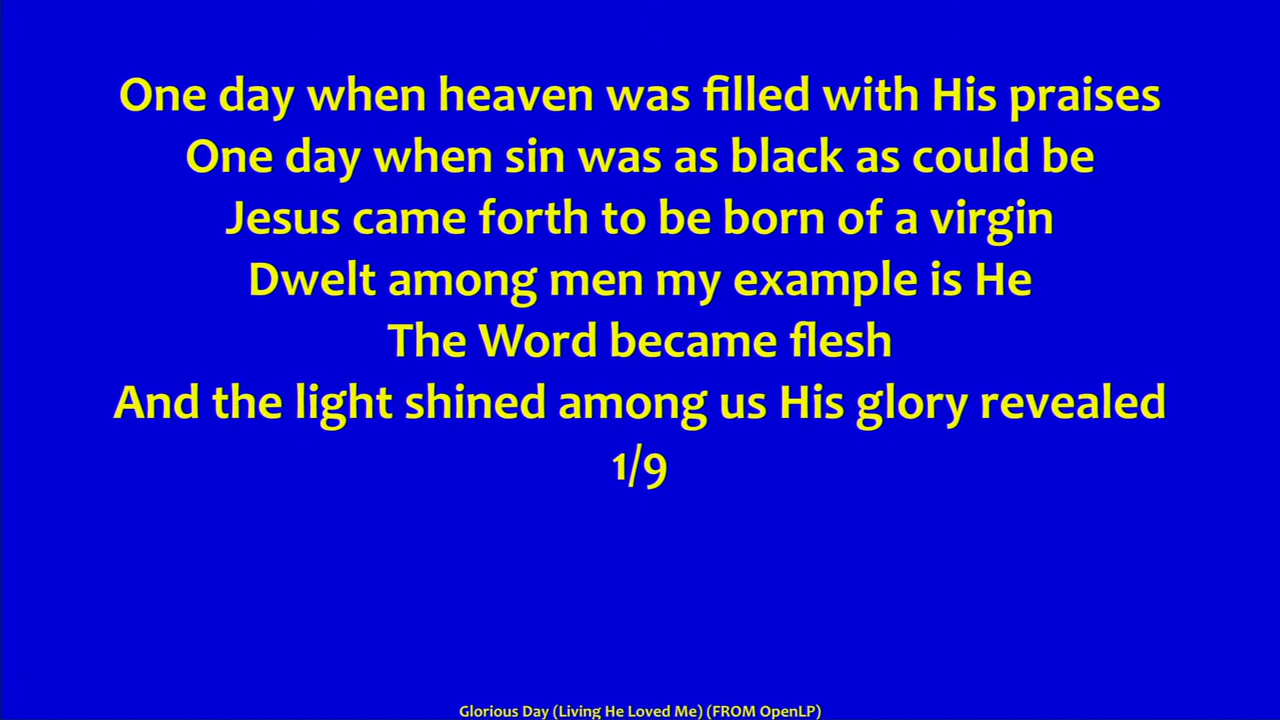 One day when heaven was filled with His praises
One day when sin was as black as could be
Jesus came forth to be born of a virgin
Dwelt among men my example is He
The Word became flesh
And the light shined among us His glory revealed
1/9
Glorious Day (Living He Loved Me) (FROM OpenLP)